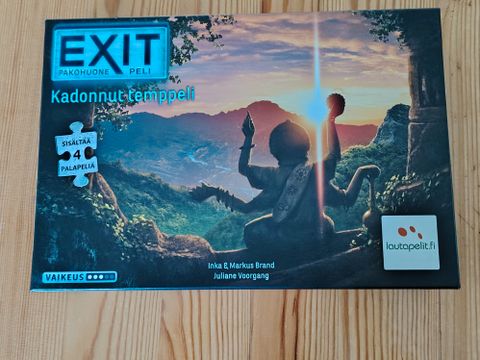 EXIT
PAKOHUONE PELI
Kadonnut temppeli
SISÄLTÄÄ
4
PALAPELIÄ
lautapelit.fi
Inka & Markus Brand
Juliane Voorgang
VAIKEUS